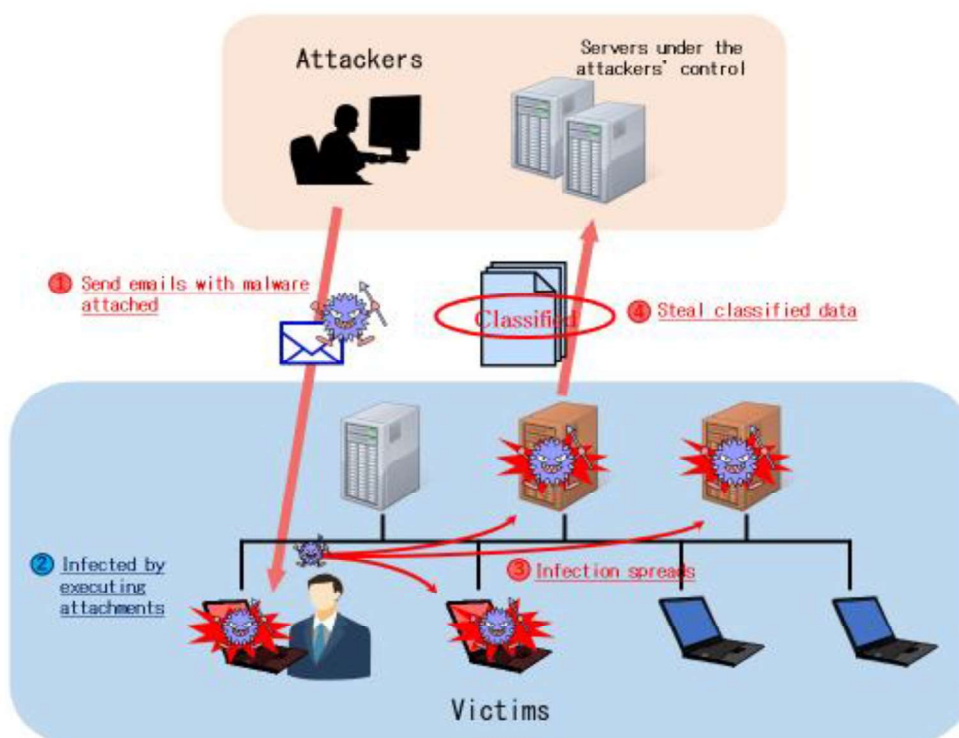 Attackers
Servers under the
attackers' control
① Send emails with malware
attached
Classified
④ Steal classified data
② Infected by
executing
attachments
③ Infection spreads
Victims